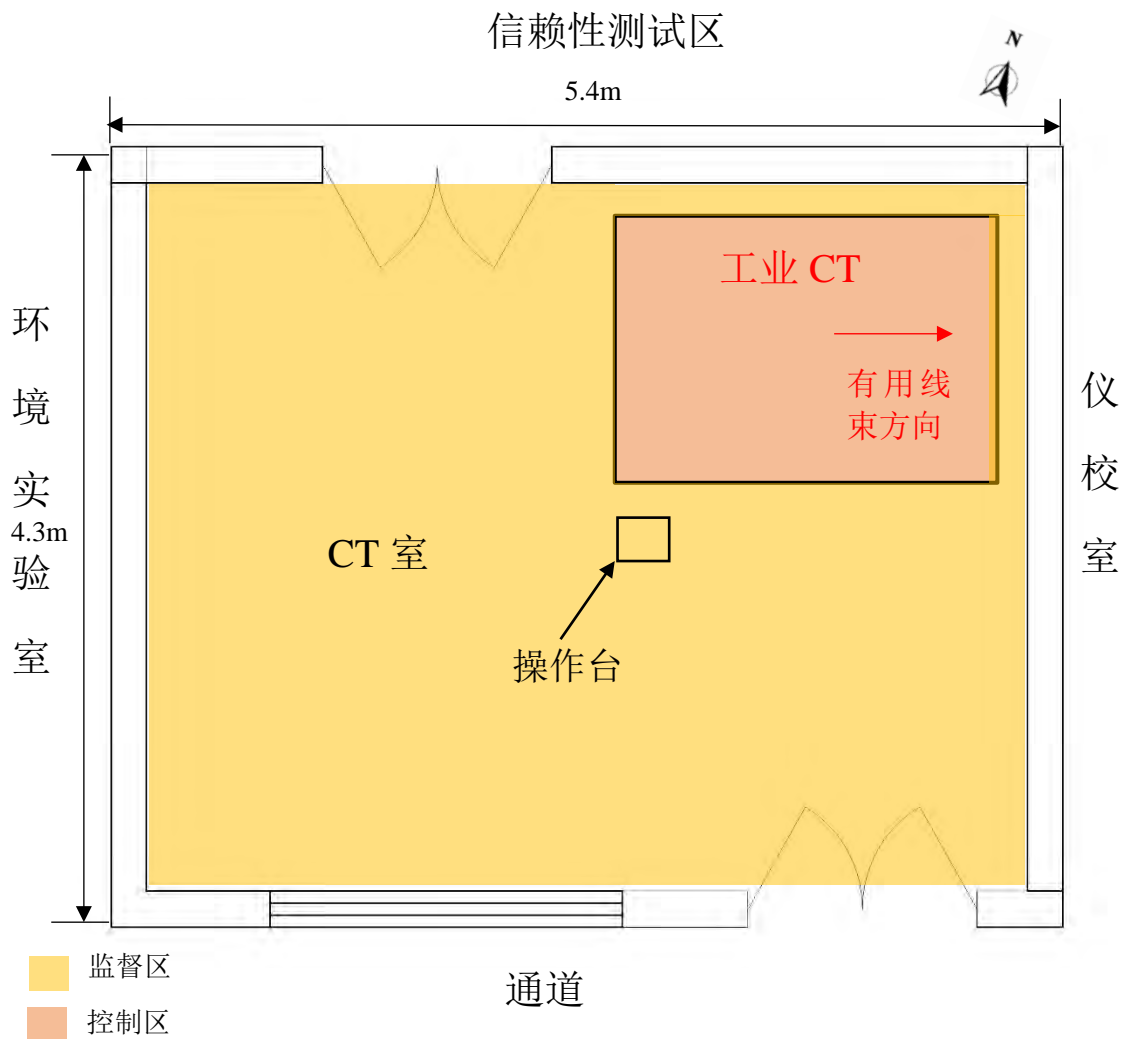 信赖性测试区
N
5.4m
工业 CT
有用线
束方向
环境实验室
4.3m
仪校室
CT 室
操作台
监督区
通道
控制区